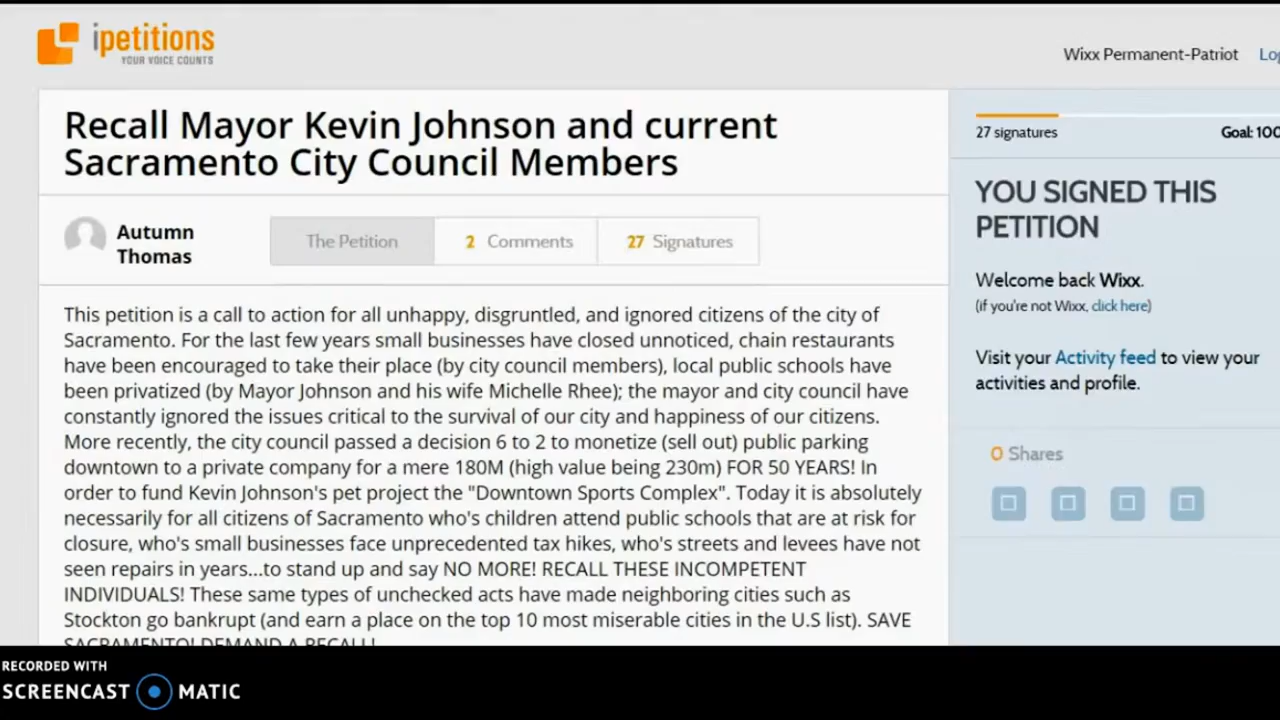 ipetitions
YOUR VOICE COUNTS
Wixx Permanent-Patriot
Recall Mayor Kevin Johnson and current
Sacramento City Council Members
Autumn
Thomas
The Petition
2 Comments
27 Signatures
This petition is a call to action for all unhappy, disgruntled, and ignored citizens of the city of
Sacramento. For the last few years small businesses have closed unnoticed, chain restaurants
have been encouraged to take their place (by city council members), local public schools have
been privatized (by Mayor Johnson and his wife Michelle Rhee); the mayor and city council have
constantly ignored the issues critical to the survival of our city and happiness of our citizens.
More recently, the city council passed a decision 6 to 2 to monetize (sell out) public parking
downtown to a private company for a mere 180M (high value being 230m) FOR 50 YEARS! In
order to fund Kevin Johnson's pet project the "Downtown Sports Complex". Today it is absolutely
necessarily for all citizens of Sacramento who's children attend public schools that are at risk for
closure, who's small businesses face unprecedented tax hikes, who's streets and levees have not
seen repairs in years...to stand up and say NO MORE! RECALL THESE INCOMPETENT
INDIVIDUALS! These same types of unchecked acts have made neighboring cities such as
Stockton go bankrupt (and earn a place on the top 10 most miserable cities in the U.S list). SAVE
SACRAMENTO! DEMAND A RECALL!
27 signatures
Goal: 100
YOU SIGNED THIS
PETITION
Welcome back Wixx.
(if you're not Wixx, click here)
Visit your Activity feed to view your
activities and profile.
0 Shares
RECORDED WITH
SCREENCAST MATIC